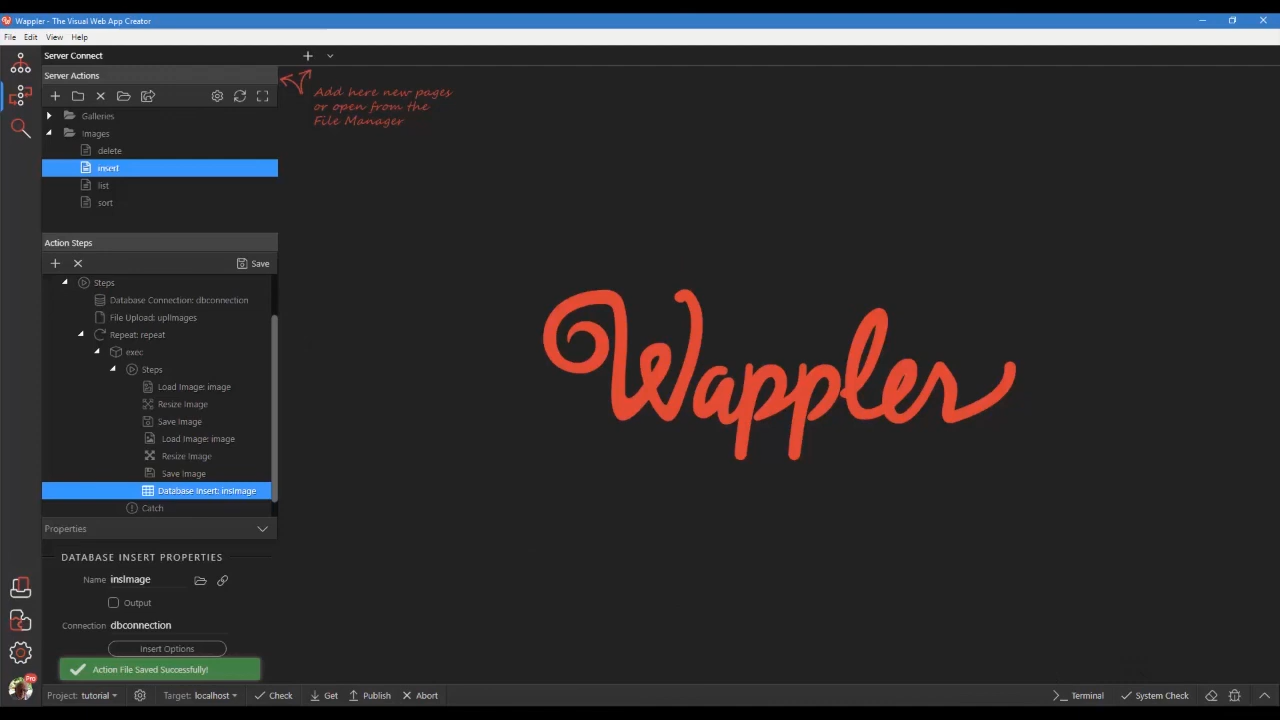 Wappler - The Visual Web App Creator
File Edit View Help
Server Connect
Server Actions
Add here new pages
or open from the
File Manager
Galleries
Images
delete
insert
list
sort
Action Steps
Save
Steps
Database Connection: dbconnection
File Upload: uplImages
Repeat: repeat
exec
Steps
Load Image: image
Resize Image
Save Image
Load Image: image
Resize Image
Save Image
Database Insert: insImage
Catch
Properties
DATABASE INSERT PROPERTIES
Name insImage
Output
Connection dbconnection
Insert Options
Action File Saved Successfully!
Wappler
Pro
Project: tutorial Target: localhost Check Get Publish Abort Terminal System Check